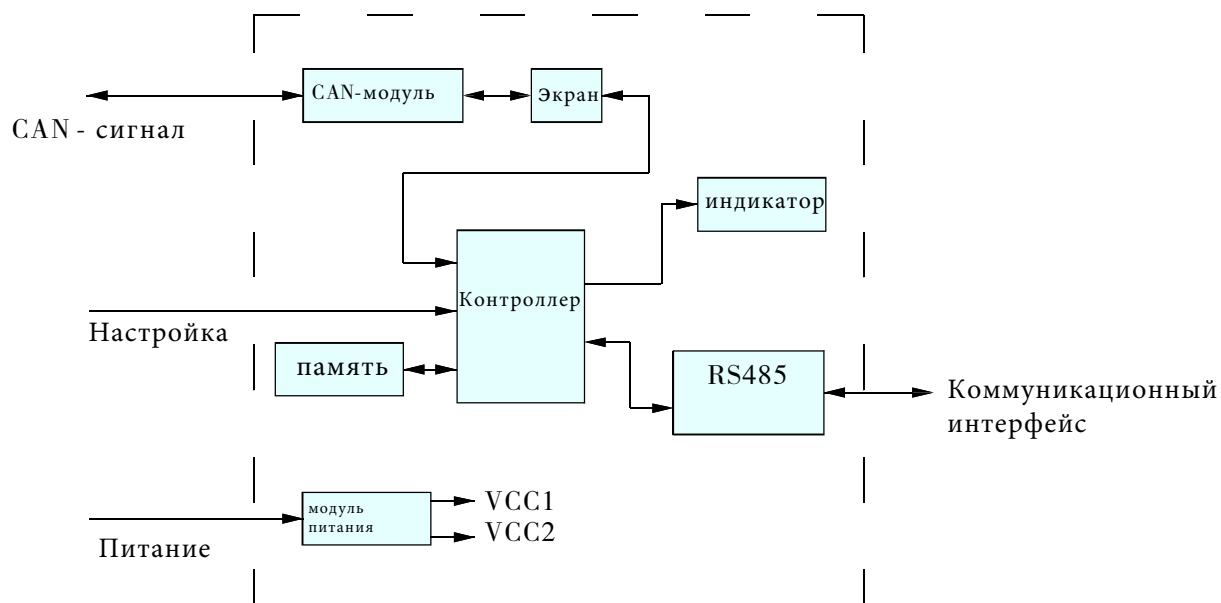 CAN-модуль
Экран
CAN - сигнал
индикатор
Контроллер
Настройка
память
RS485
Коммуникационный
интерфейс
модуль
питания
VCC1
VCC2
Питание